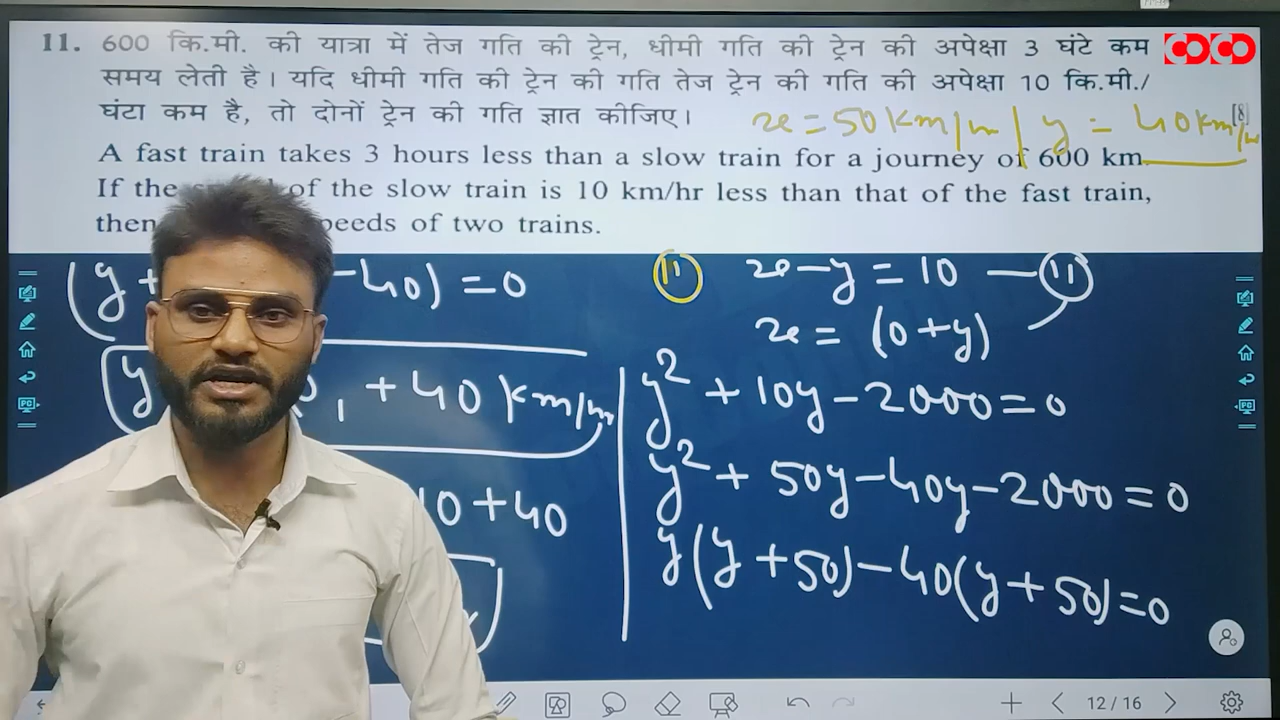 11. 600 कि.मी. की यात्रा में तेज गति की ट्रेन, धीमी गति की ट्रेन की अपेक्षा 3 घंटे कम
COCO
समय लेती है। यदि धीमी गति की ट्रेन की गति तेज ट्रेन की गति की अपेक्षा 10 कि.मी./
घंटा कम है, तो दोनों ट्रेन की गति ज्ञात कीजिए।
[8]
x = 50 km/hr | y = 40 km/hr
A fast train takes 3 hours less than a slow train for a journey of 600 km.
If the of the slow train is 10 km/hr less than that of the fast train,
then peeds of two trains.
(y + - 40) = 0
y + 40 km/hr
10 + 40
(11) x - y = 10 — (11)
x = 10 + y)
y² + 10y - 2000 = 0
y² + 50y - 40y - 2000 = 0
y(y + 50) - 40(y + 50) = 0
12 / 16